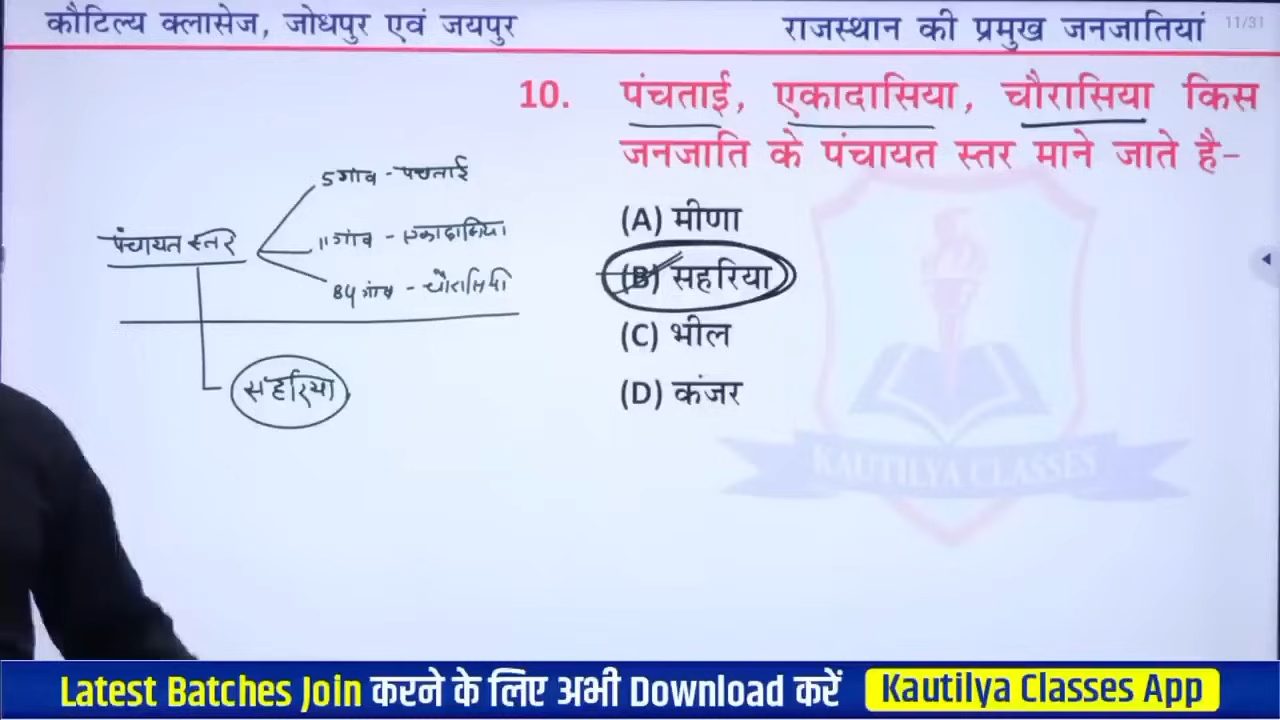 कौटिल्य क्लासेज, जोधपुर एवं जयपुर
राजस्थान की प्रमुख जनजातियां
11/31
10. पंचताई, एकादासिया, चौरासिया किस
जनजाति के पंचायत स्तर माने जाते है-
(A) मीणा
(B) सहरिया
(C) भील
(D) कंजर
पंचायत स्तर
5 गांव - पचताई
11 गांव - एकादासिया
84 गांव - चौरासिया
सहरिया
KAUTILYA CLASSES
Latest Batches Join करने के लिए अभी Download करें
Kautilya Classes App